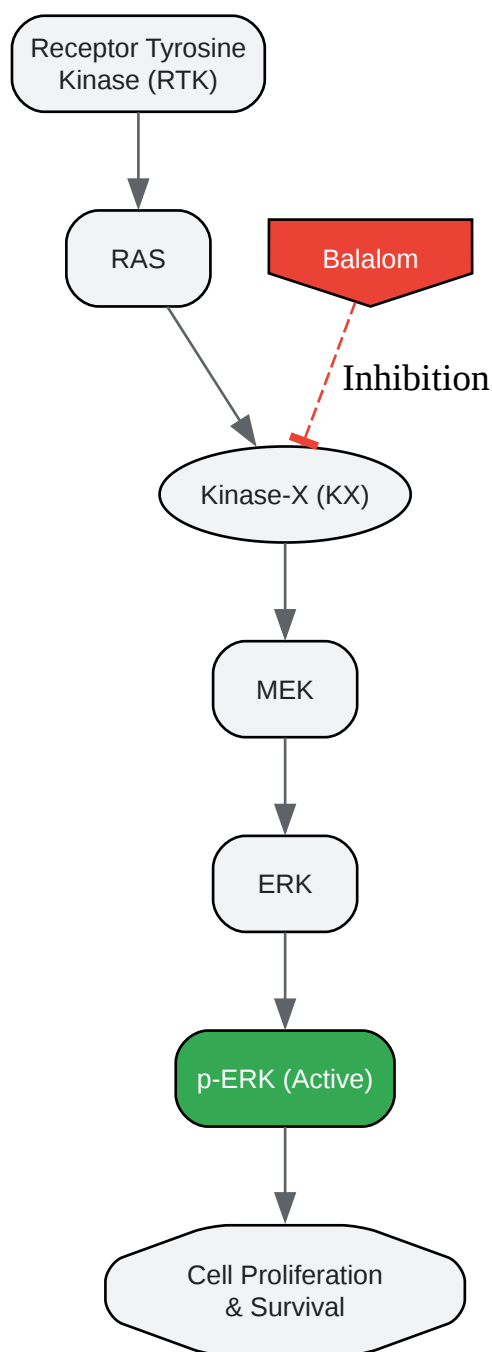 Receptor Tyrosine
Kinase (RTK)
RAS
Balalom
Inhibition
Kinase-X (KX)
MEK
ERK
p-ERK (Active)
Cell Proliferation
& Survival